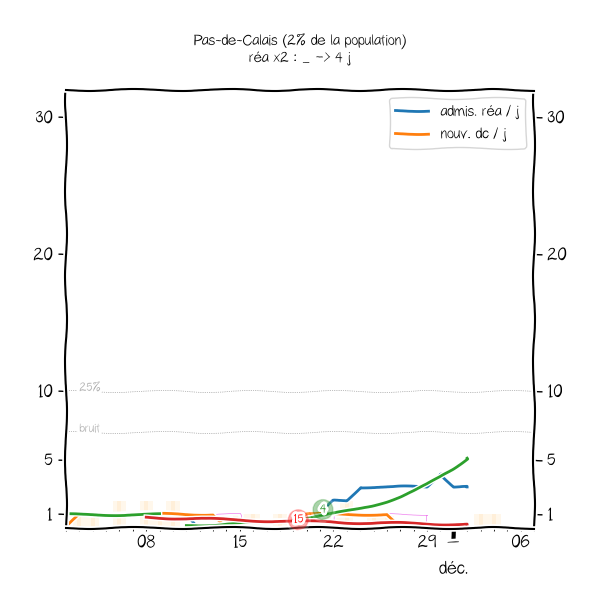 Pas-de-Calais (2% de la population)
réa x2 : _ -> 4 j
admis. réa / j
nouv. dc / j
30 30
20 20
25%
10 10
bruit
5 5
4
15
1 1
08 15 22 29 06
déc.